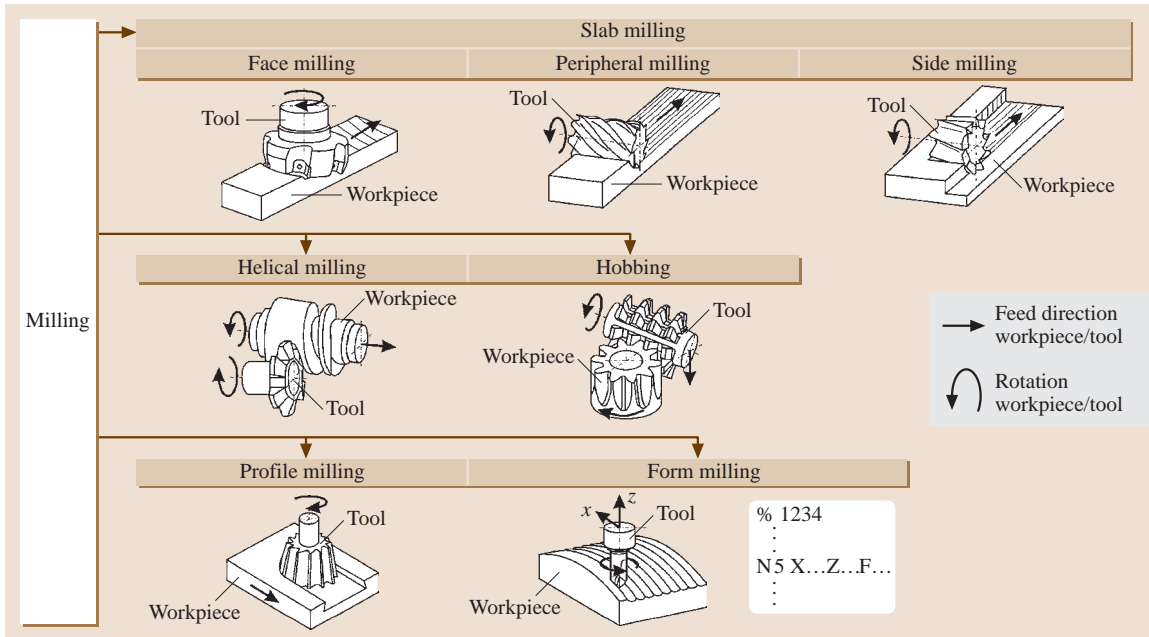 Milling
Slab milling
Face milling
Peripheral milling
Side milling
Tool
Workpiece
Tool
Workpiece
Tool
Workpiece
Helical milling
Hobbing
Workpiece
Tool
Tool
Workpiece
Feed direction
workpiece/tool
Rotation
workpiece/tool
Profile milling
Form milling
Tool
Workpiece
z
x
Tool
Workpiece
% 1234
N5 X…Z…F…